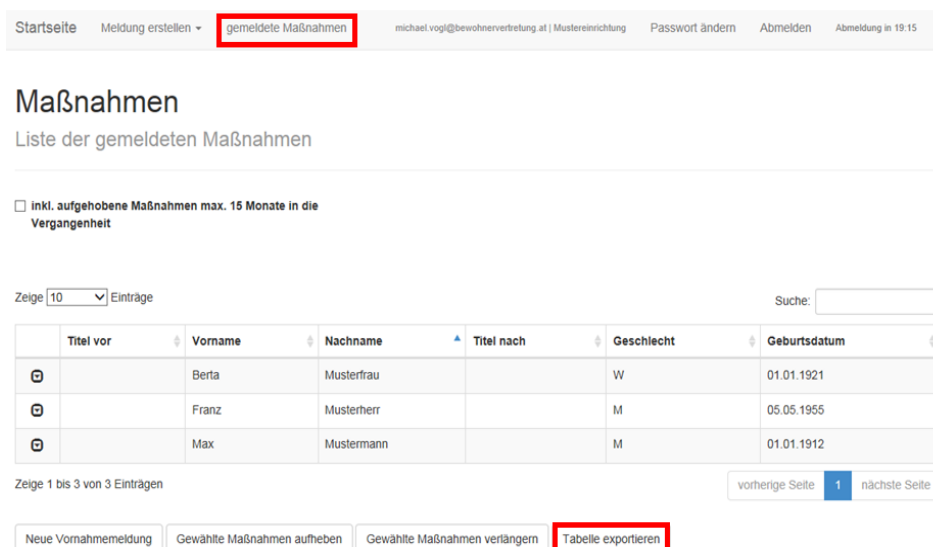 Startseite Meldung erstellen gemeldete Maßnahmen michael.vogl@bewohnervertretung.at | Mustereinrichtung Passwort ändern Abmelden Abmeldung in 19:15
Maßnahmen
Liste der gemeldeten Maßnahmen
inkl. aufgehobene Maßnahmen max. 15 Monate in die
Vergangenheit
Zeige 10 Einträge Suche:
Titel vor Vorname Nachname Titel nach Geschlecht Geburtsdatum
Berta Musterfrau W 01.01.1921
Franz Musterherr M 05.05.1955
Max Mustermann M 01.01.1912
Zeige 1 bis 3 von 3 Einträgen vorherige Seite 1 nächste Seite
Neue Vornahmemeldung Gewählte Maßnahmen aufheben Gewählte Maßnahmen verlängern Tabelle exportieren